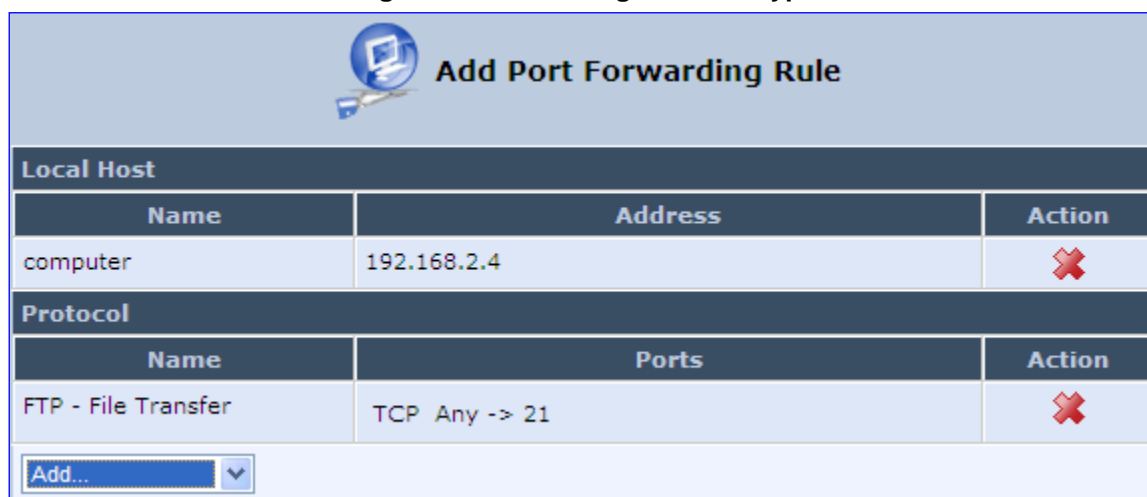 Add Port Forwarding Rule
Local Host
Name Address Action
computer 192.168.2.4
Protocol
Name Ports Action
FTP - File Transfer TCP Any -> 21
Add...